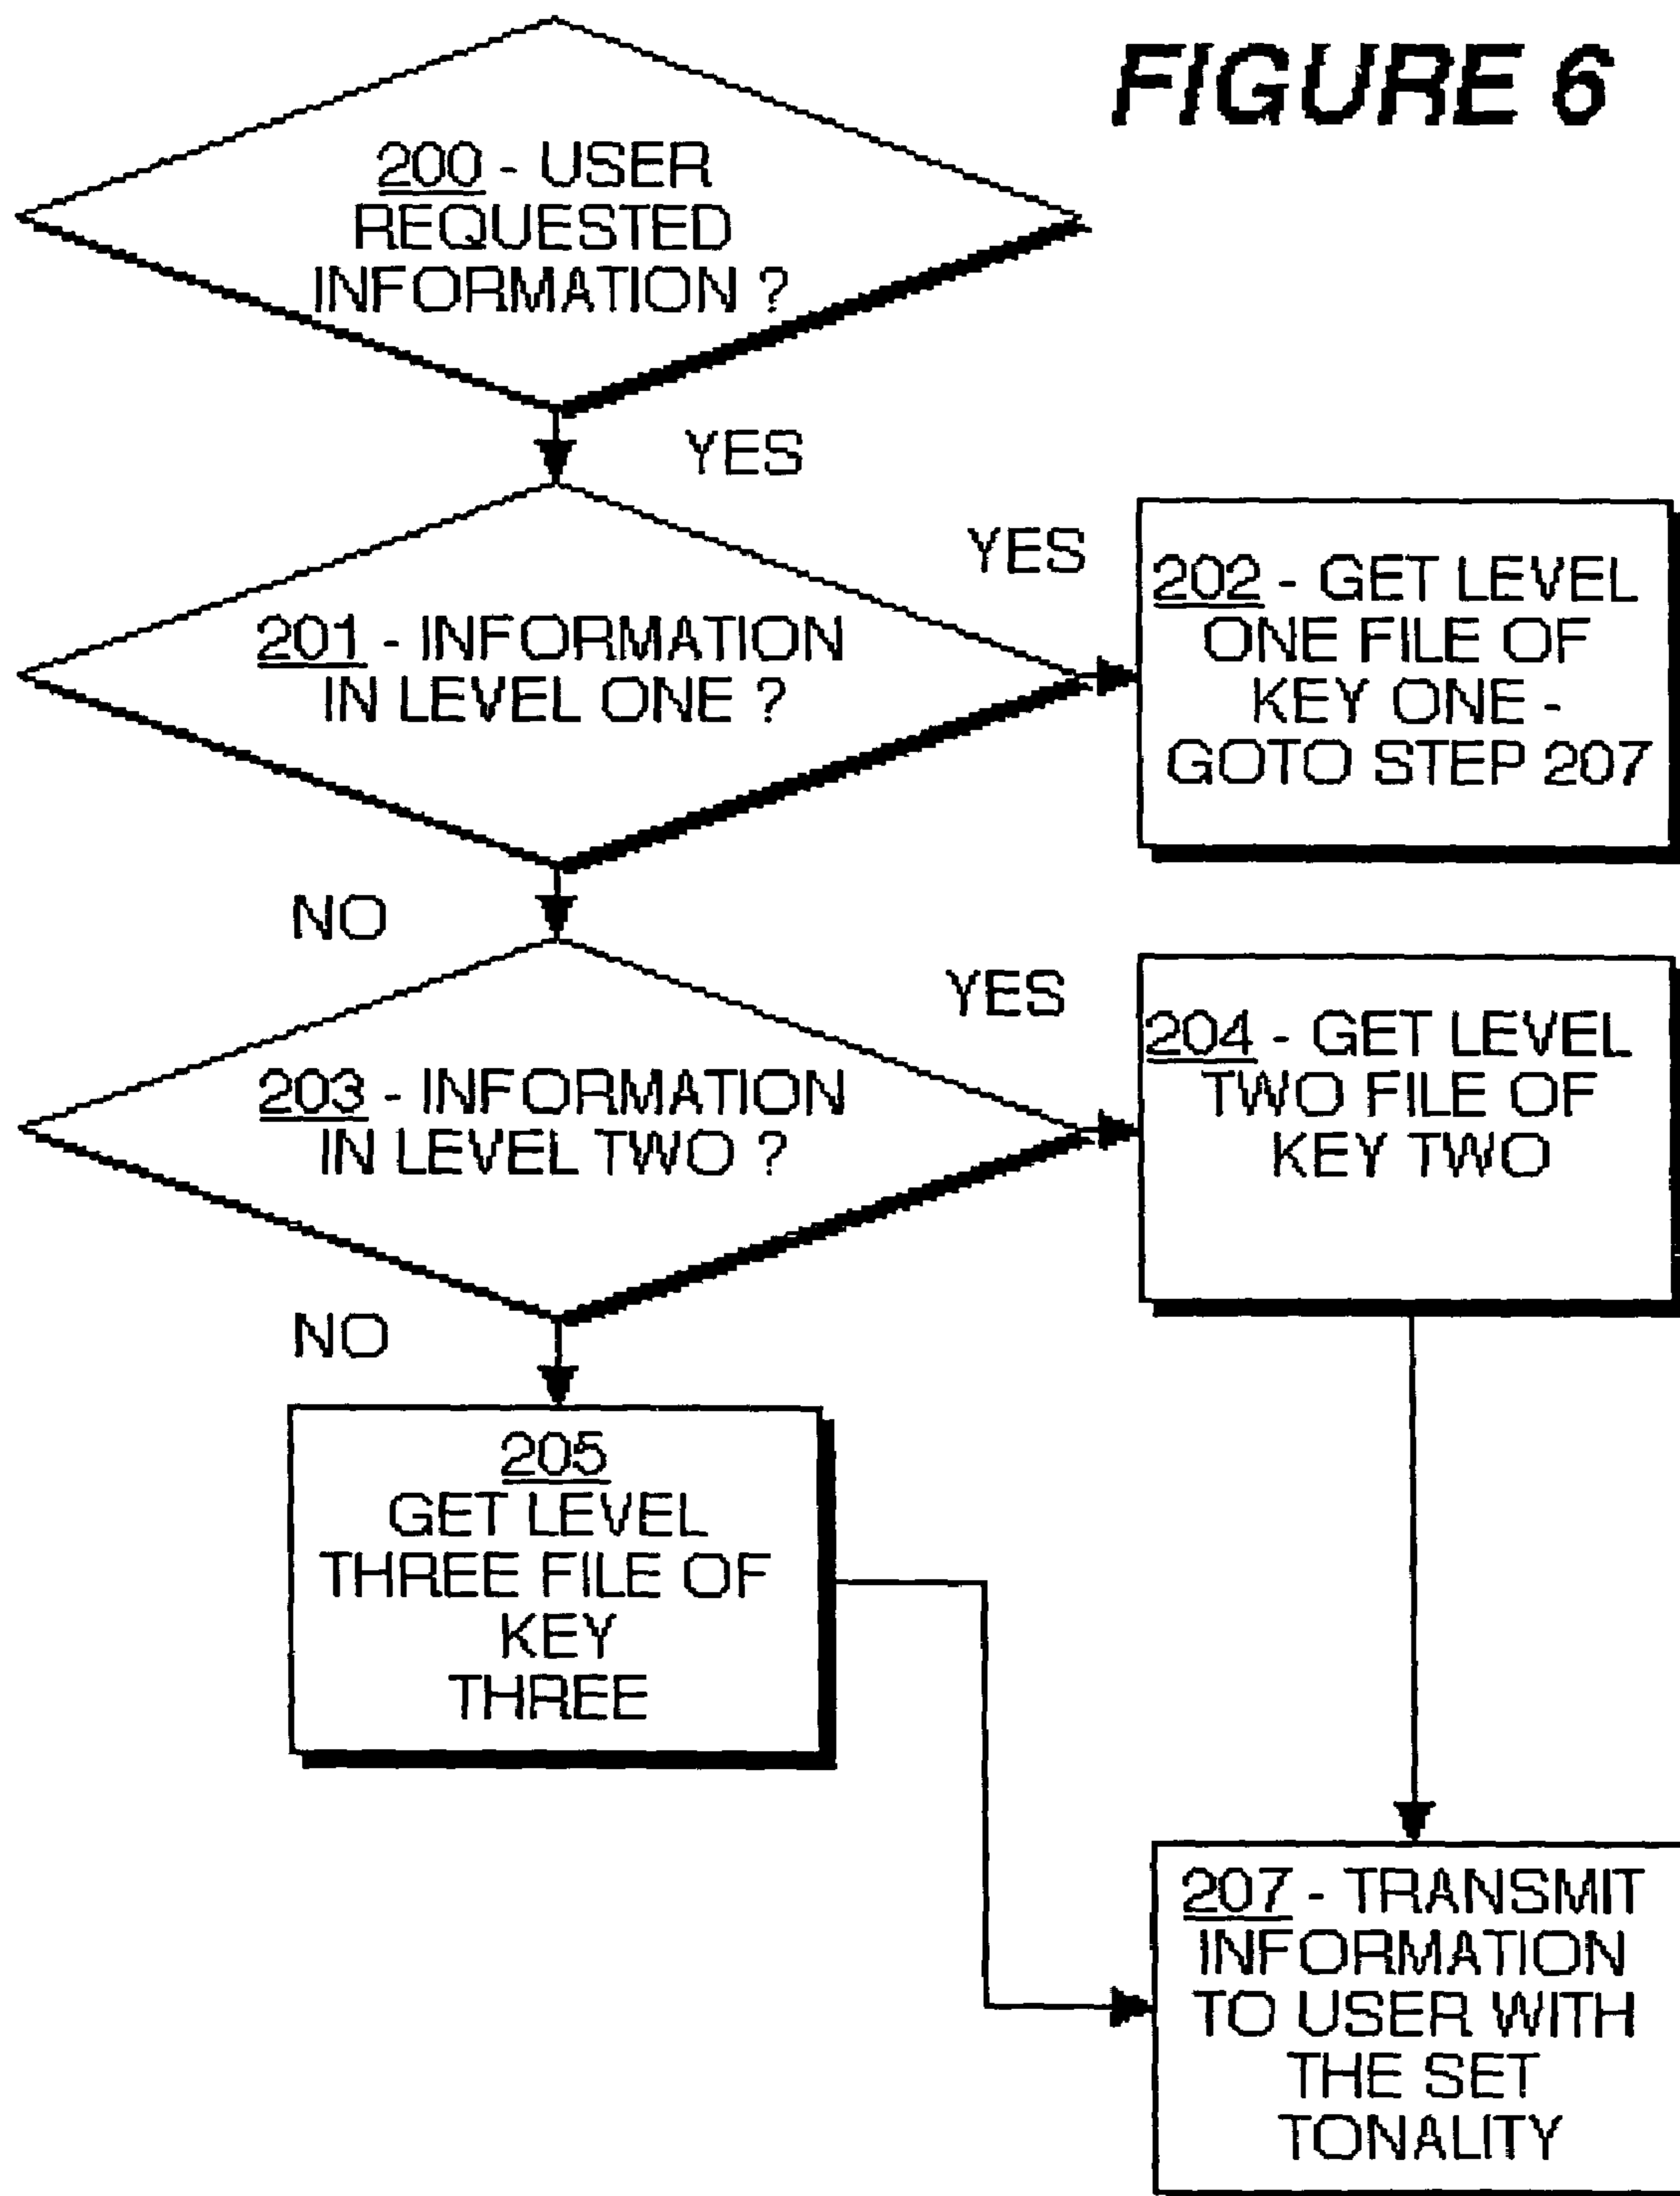 FIGURE 6
200 - USER
REQUESTED
INFORMATION ?
YES
201 - INFORMATION
IN LEVEL ONE ?
YES
202 - GET LEVEL
ONE FILE OF
KEY ONE -
GOTO STEP 207
NO
203 - INFORMATION
IN LEVEL TWO ?
YES
204 - GET LEVEL
TWO FILE OF
KEY TWO
NO
205
GET LEVEL
THREE FILE OF
KEY
THREE
207 - TRANSMIT
INFORMATION
TO USER WITH
THE SET
TONALITY